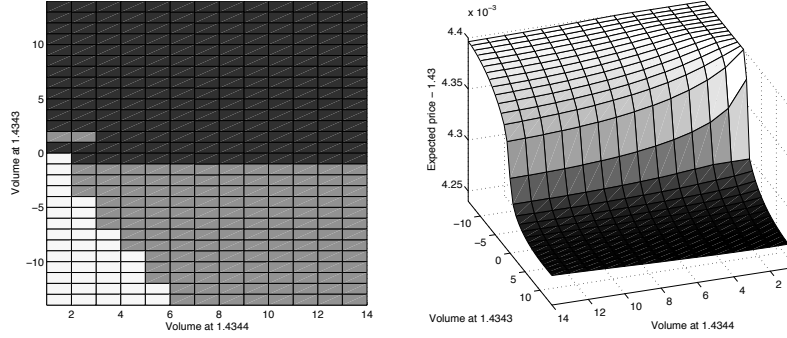 10
5
0
−5
−10
Volume at 1.4343
2 4 6 8 10 12 14
Volume at 1.4344
x 10⁻³
4.4
4.35
4.3
4.25
Expected price − 1.43
−10
−5
0
5
10
Volume at 1.4343
14 12 10 8 6 4 2
Volume at 1.4344